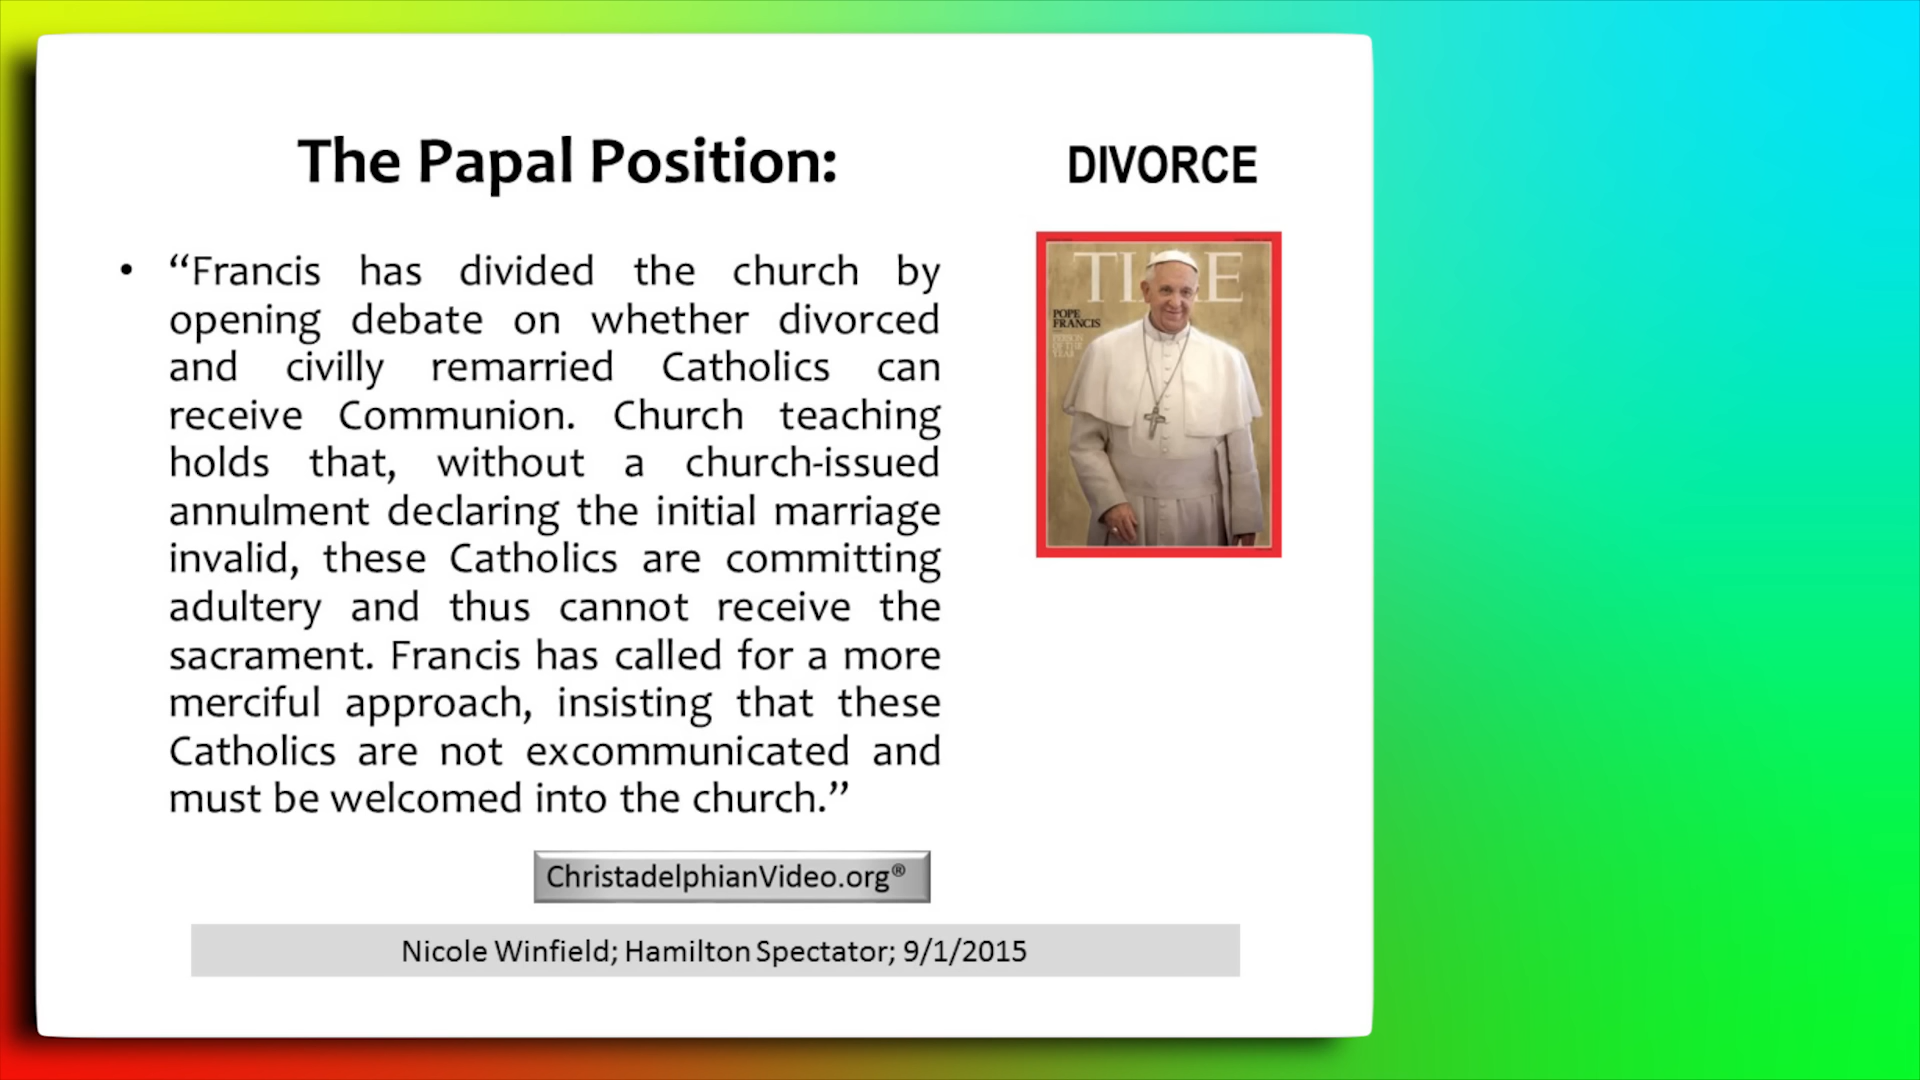 The Papal Position:
DIVORCE
• “Francis has divided the church by
opening debate on whether divorced
and civilly remarried Catholics can
receive Communion. Church teaching
holds that, without a church-issued
annulment declaring the initial marriage
invalid, these Catholics are committing
adultery and thus cannot receive the
sacrament. Francis has called for a more
merciful approach, insisting that these
Catholics are not excommunicated and
must be welcomed into the church.”
TIME
POPE
FRANCIS
PERSON
OF THE
YEAR
ChristadelphianVideo.org®
Nicole Winfield; Hamilton Spectator; 9/1/2015